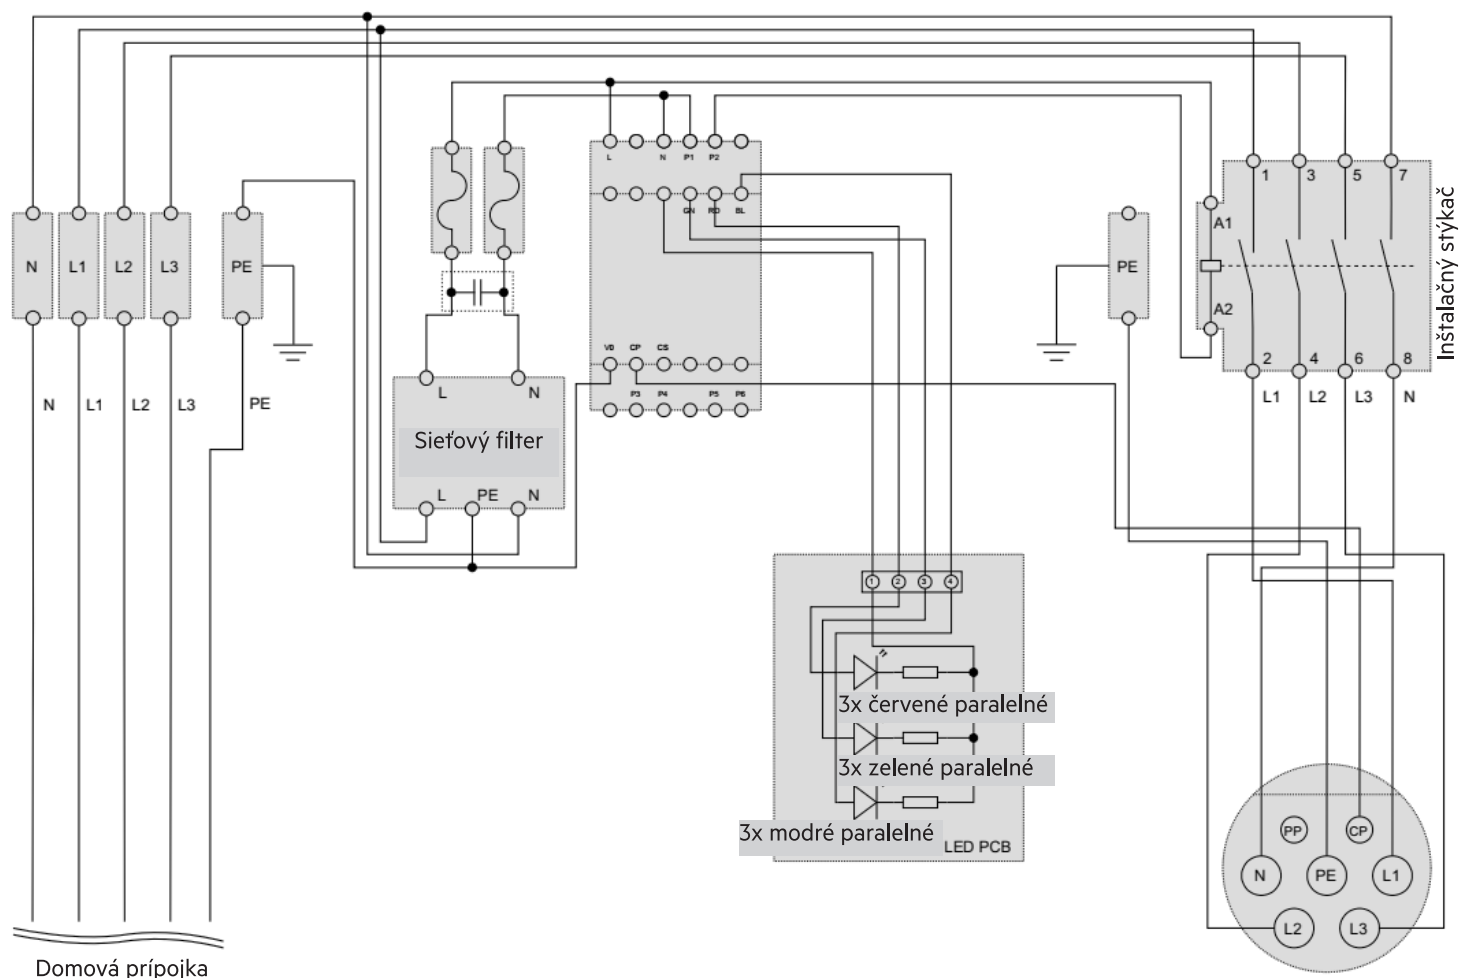 L N P1 P2
1 3 5 7
GN RD BL
A1
N L1 L2 L3 PE
PE
A2
Inštalačný stýkač
V0 CP CS
2 4 6 8
P3 P4 P5 P6
L N
N L1 L2 L3 PE
L1 L2 L3 N
Sieťový filter
L PE N
1 2 3 4
3x červené paralelné
3x zelené paralelné
3x modré paralelné
LED PCB
PP CP
N PE L1
L2 L3
Domová prípojka